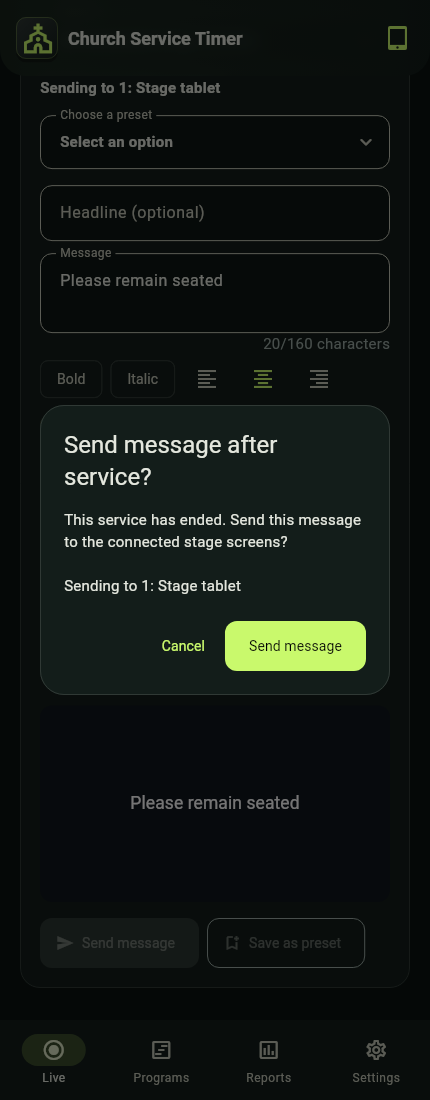 Church Service Timer
Sending to 1: Stage tablet
Choose a preset
Select an option
Headline (optional)
Message
Please remain seated
20/160 characters
Bold
Italic
Send message after
service?
This service has ended. Send this message
to the connected stage screens?
Sending to 1: Stage tablet
Cancel
Send message
Please remain seated
Send message
Save as preset
Live
Programs
Reports
Settings